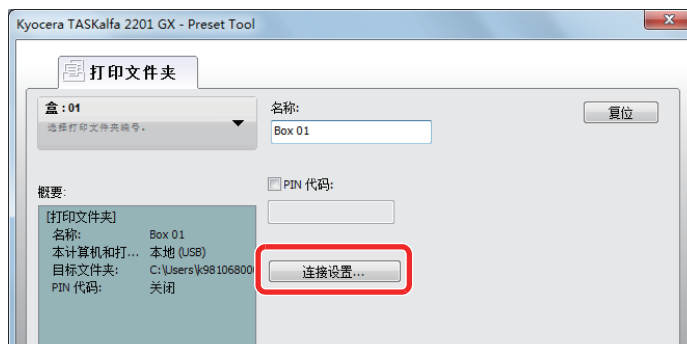 Kyocera TASKalfa 2201 GX - Preset Tool
打印文件夹
盒 : 01
选择打印文件夹编号。
名称:
Box 01
复位
PIN 代码:
概要:
[打印文件夹]
名称: Box 01
本计算机和打... 本地 (USB)
目标文件夹: C:\Users\k98106800
PIN 代码: 关闭
连接设置...